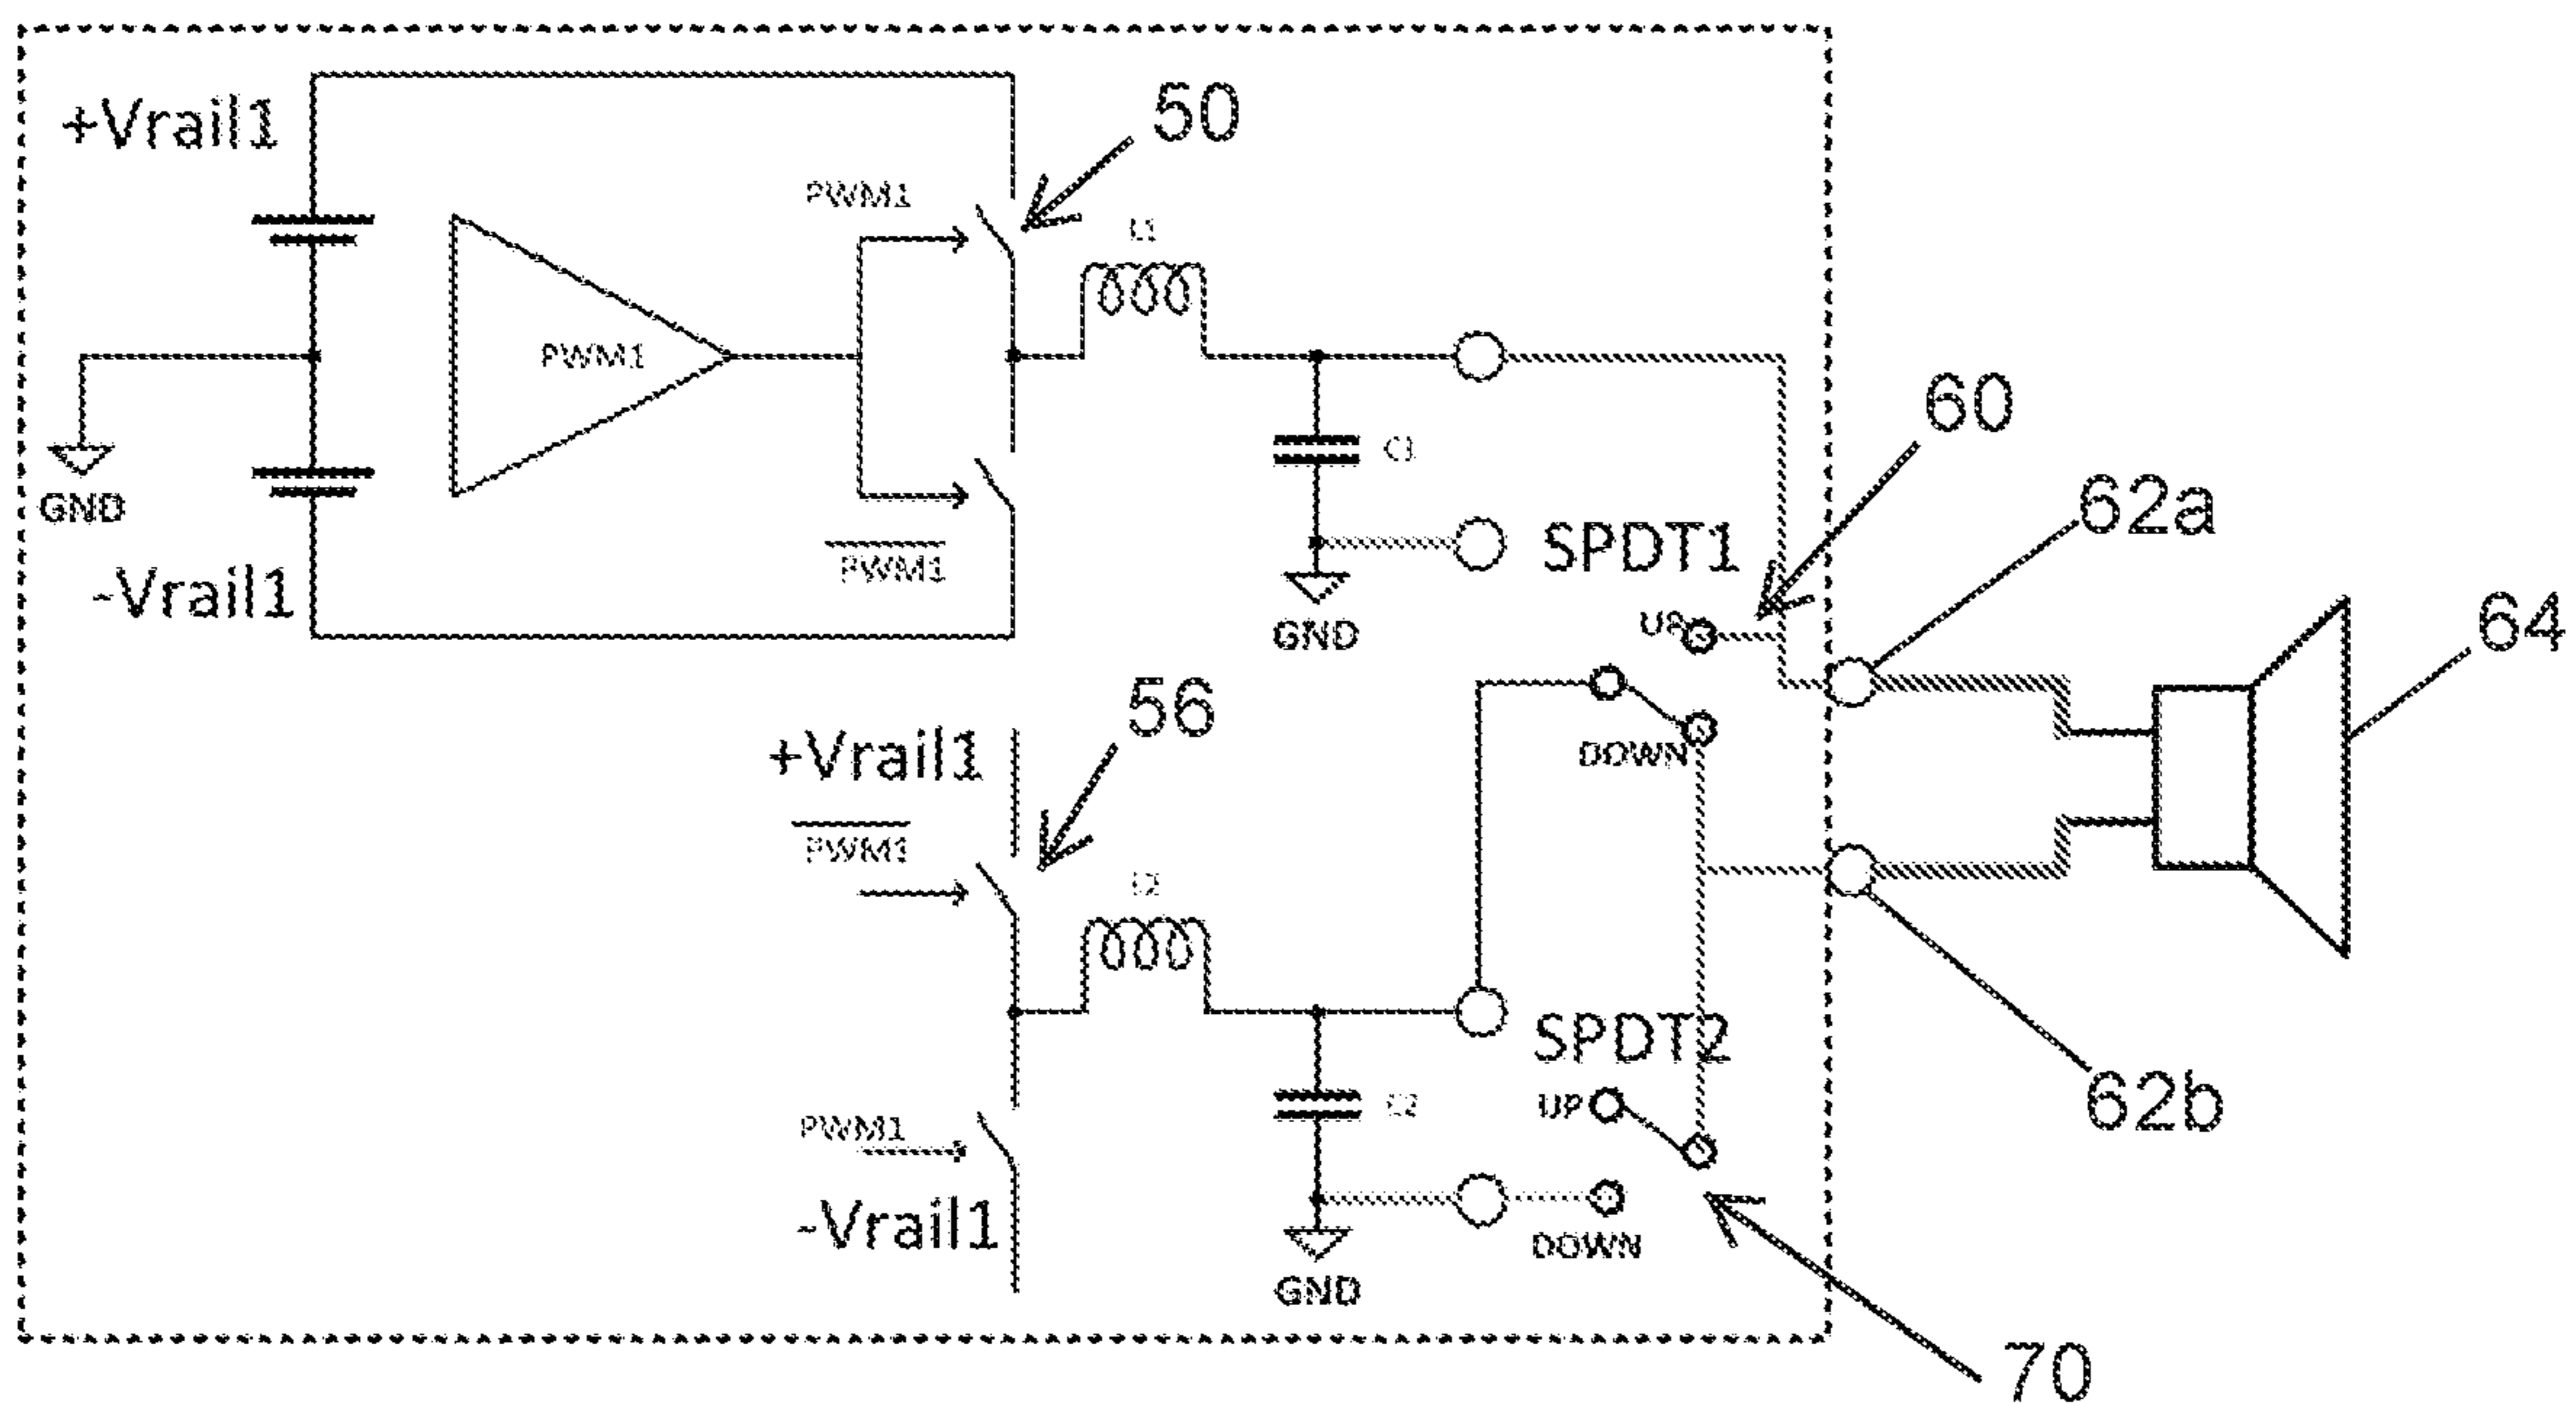 +Vrail1
50
PWM1
L1
PWM1
60
C1
62a
GND
SPDT1
PWM1
-Vrail1
GND
UP
64
56
+Vrail1
DOWN
PWM1
L2
SPDT2
62b
C2
UP
PWM1
-Vrail1
DOWN
GND
70